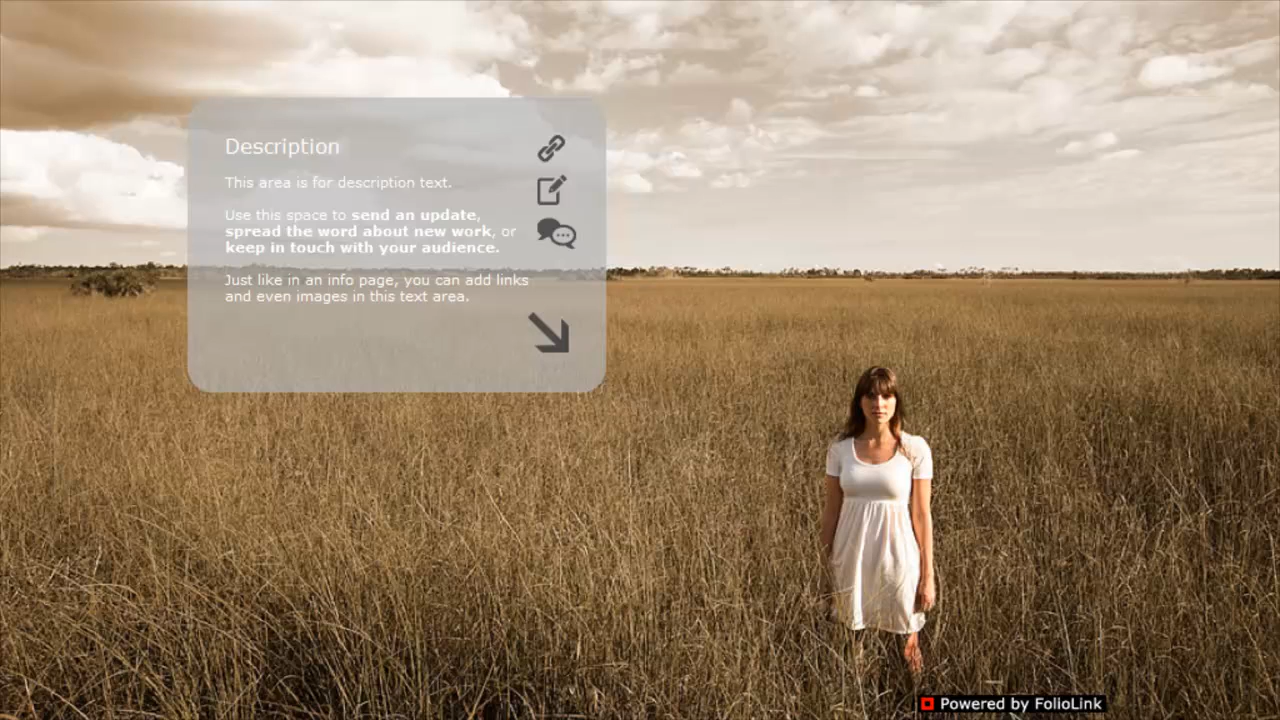 Description
This area is for description text.
Use this space to send an update,
spread the word about new work, or
keep in touch with your audience.
Just like in an info page, you can add links
and even images in this text area.
Powered by FolioLink